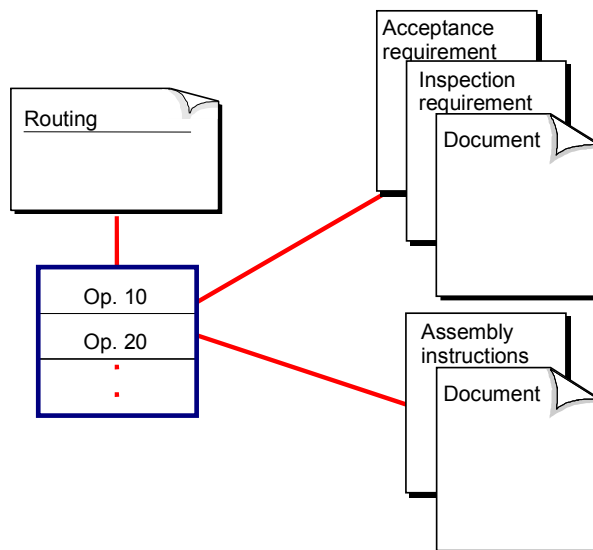 Routing
Op. 10
Op. 20
Acceptance
requirement
Inspection
requirement
Document
Assembly
instructions
Document